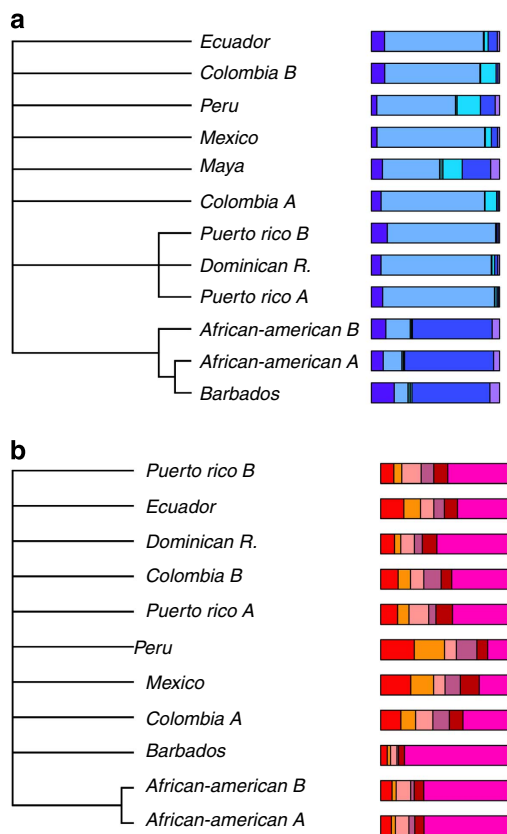 a
Ecuador
Colombia B
Peru
Mexico
Maya
Colombia A
Puerto rico B
Dominican R.
Puerto rico A
African-american B
African-american A
Barbados
b
Puerto rico B
Ecuador
Dominican R.
Colombia B
Puerto rico A
Peru
Mexico
Colombia A
Barbados
African-american B
African-american A